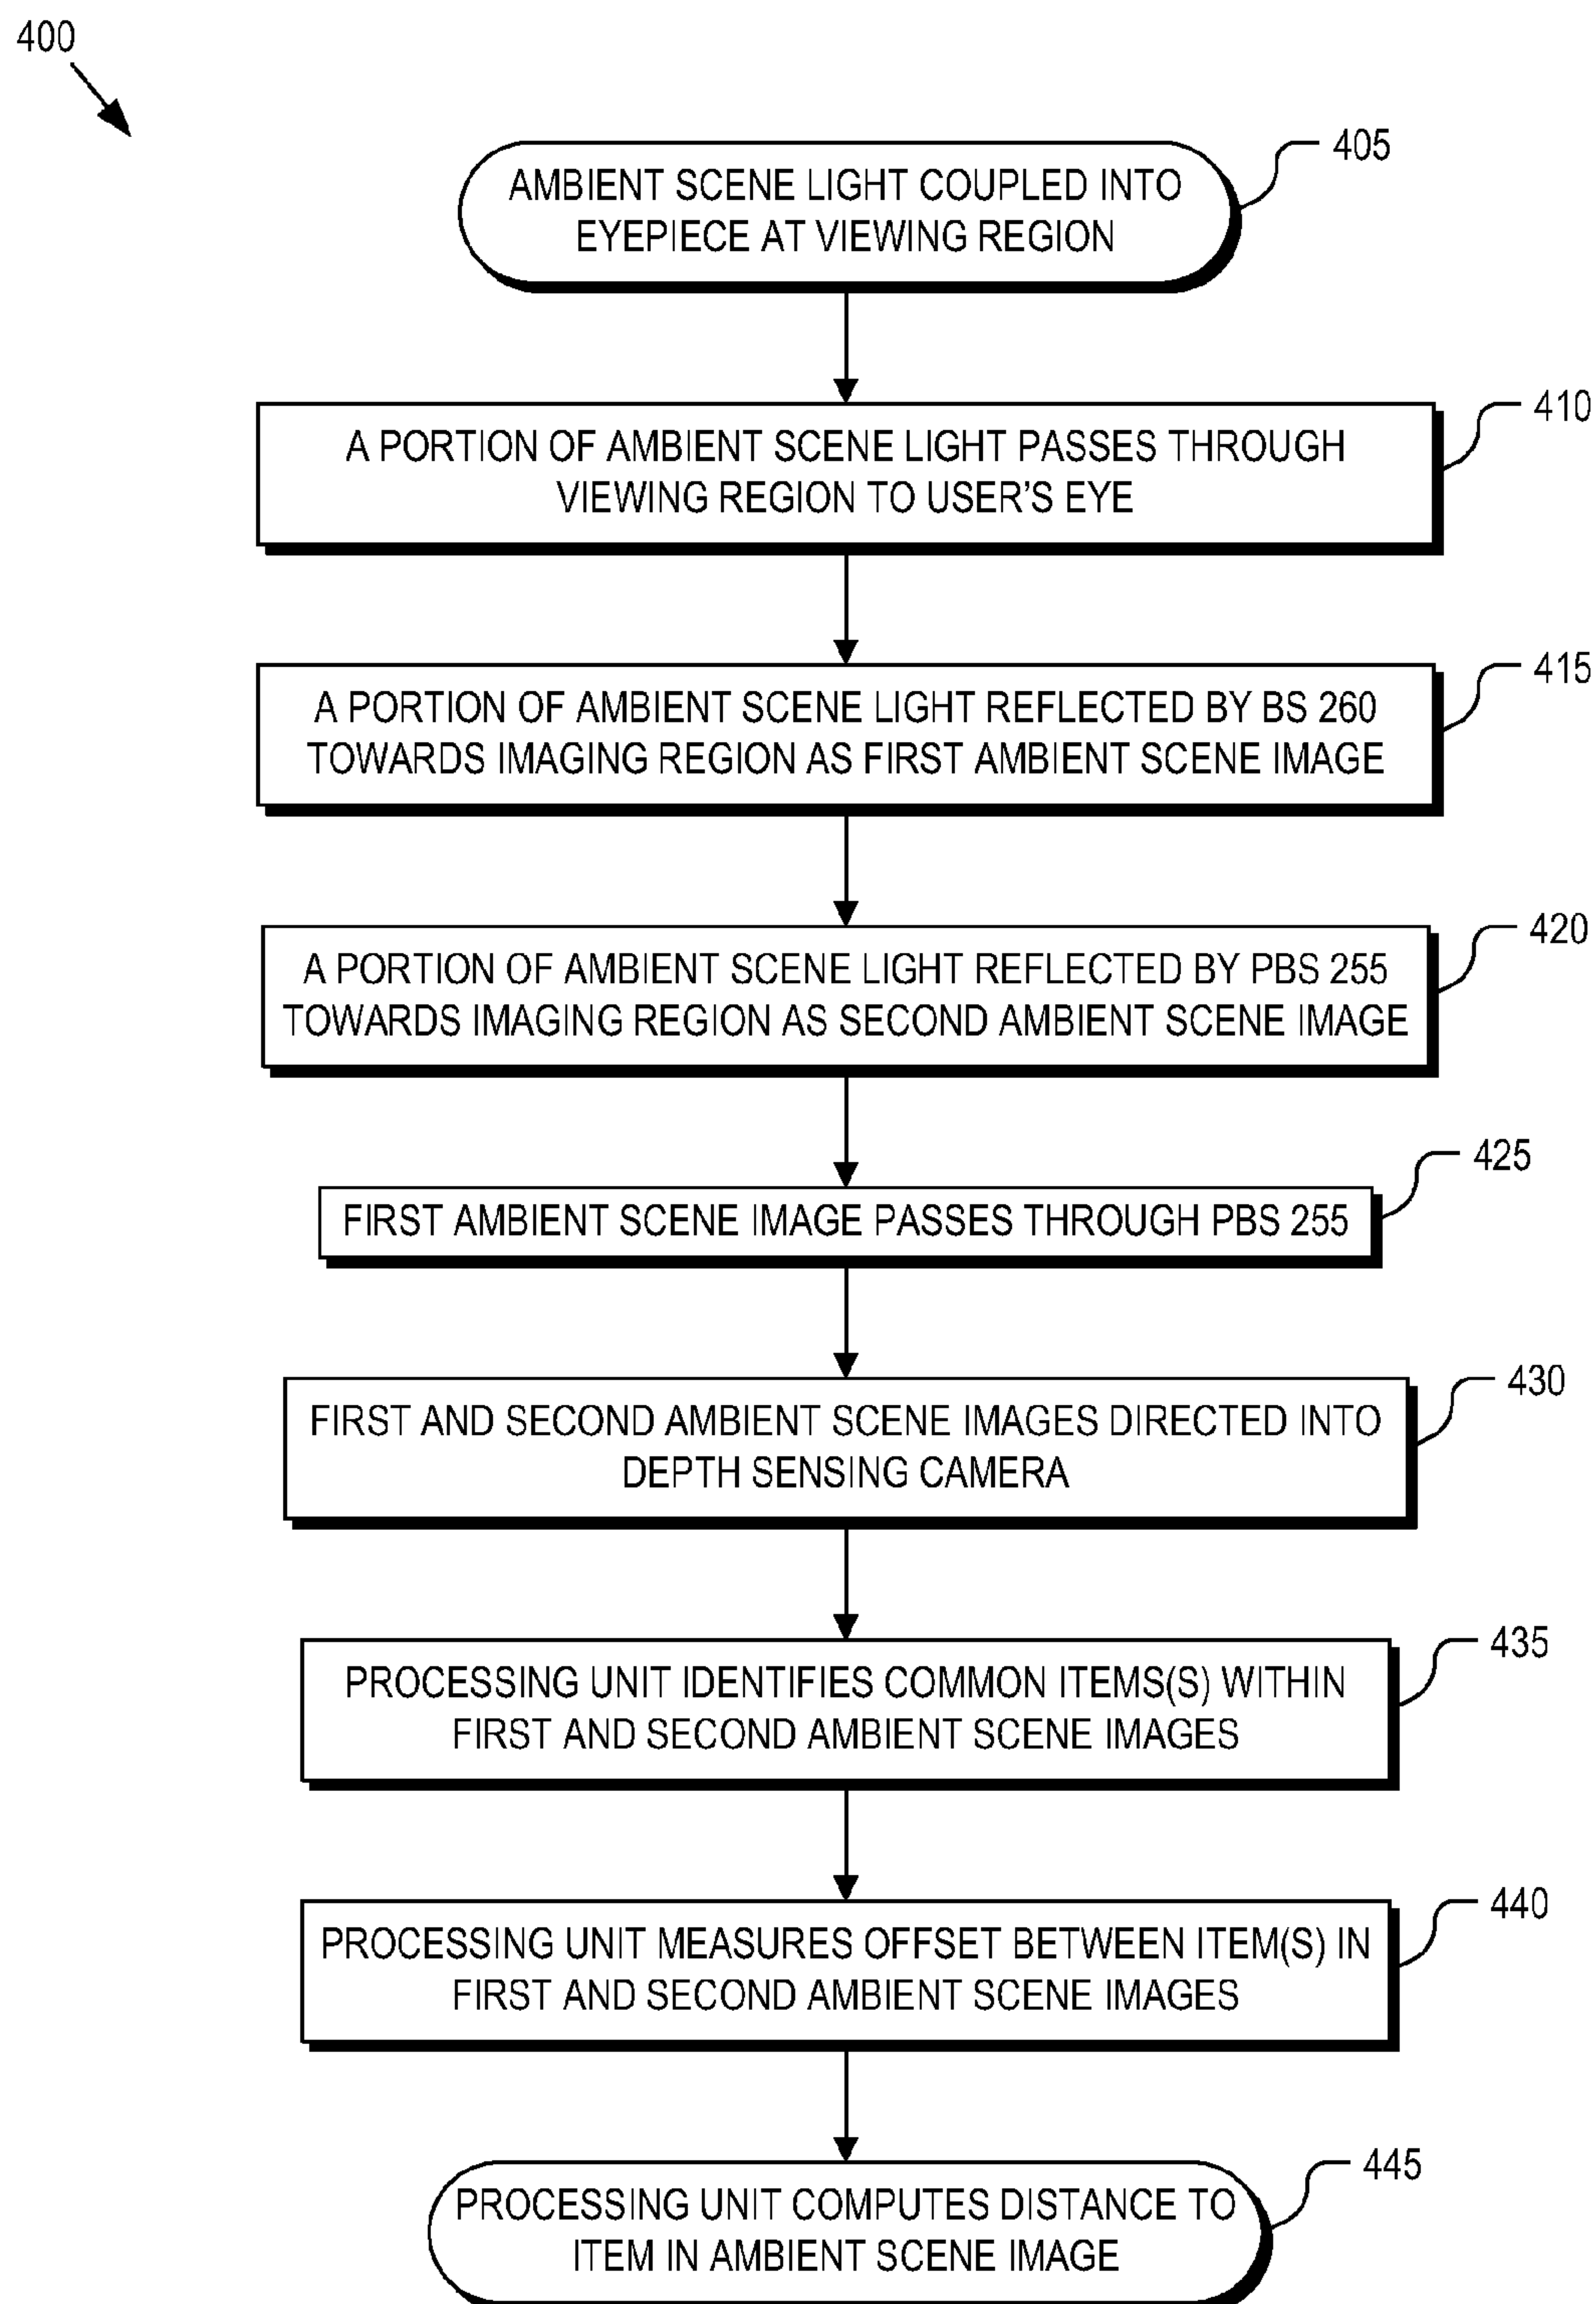 400
AMBIENT SCENE LIGHT COUPLED INTO
EYEPIECE AT VIEWING REGION
405
A PORTION OF AMBIENT SCENE LIGHT PASSES THROUGH
VIEWING REGION TO USER'S EYE
410
A PORTION OF AMBIENT SCENE LIGHT REFLECTED BY BS 260
TOWARDS IMAGING REGION AS FIRST AMBIENT SCENE IMAGE
415
A PORTION OF AMBIENT SCENE LIGHT REFLECTED BY PBS 255
TOWARDS IMAGING REGION AS SECOND AMBIENT SCENE IMAGE
420
FIRST AMBIENT SCENE IMAGE PASSES THROUGH PBS 255
425
FIRST AND SECOND AMBIENT SCENE IMAGES DIRECTED INTO
DEPTH SENSING CAMERA
430
PROCESSING UNIT IDENTIFIES COMMON ITEMS(S) WITHIN
FIRST AND SECOND AMBIENT SCENE IMAGES
435
PROCESSING UNIT MEASURES OFFSET BETWEEN ITEM(S) IN
FIRST AND SECOND AMBIENT SCENE IMAGES
440
PROCESSING UNIT COMPUTES DISTANCE TO
ITEM IN AMBIENT SCENE IMAGE
445